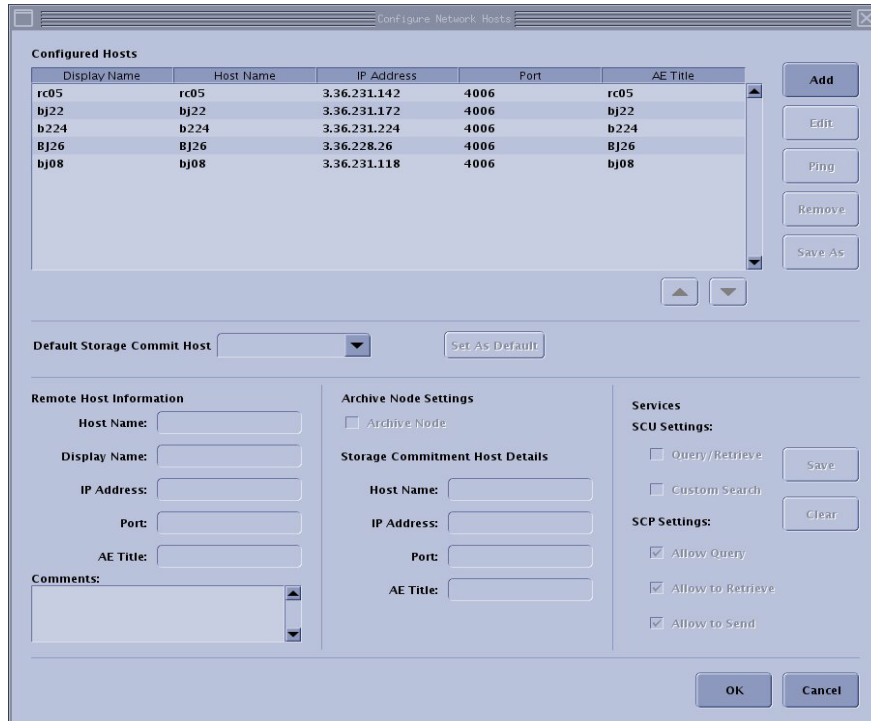 Configure Network Hosts
Configured Hosts
Display Name Host Name IP Address Port AE Title
rc05 rc05 3.36.231.142 4006 rc05
bj22 bj22 3.36.231.172 4006 bj22
b224 b224 3.36.231.224 4006 b224
BJ26 BJ26 3.36.228.26 4006 BJ26
bj08 bj08 3.36.231.118 4006 bj08
Add
Edit
Ping
Remove
Save As
Default Storage Commit Host
Set As Default
Remote Host Information
Host Name:
Display Name:
IP Address:
Port:
AE Title:
Comments:
Archive Node Settings
Archive Node
Storage Commitment Host Details
Host Name:
IP Address:
Port:
AE Title:
Services
SCU Settings:
Query/Retrieve
Custom Search
SCP Settings:
Allow Query
Allow to Retrieve
Allow to Send
Save
Clear
OK
Cancel